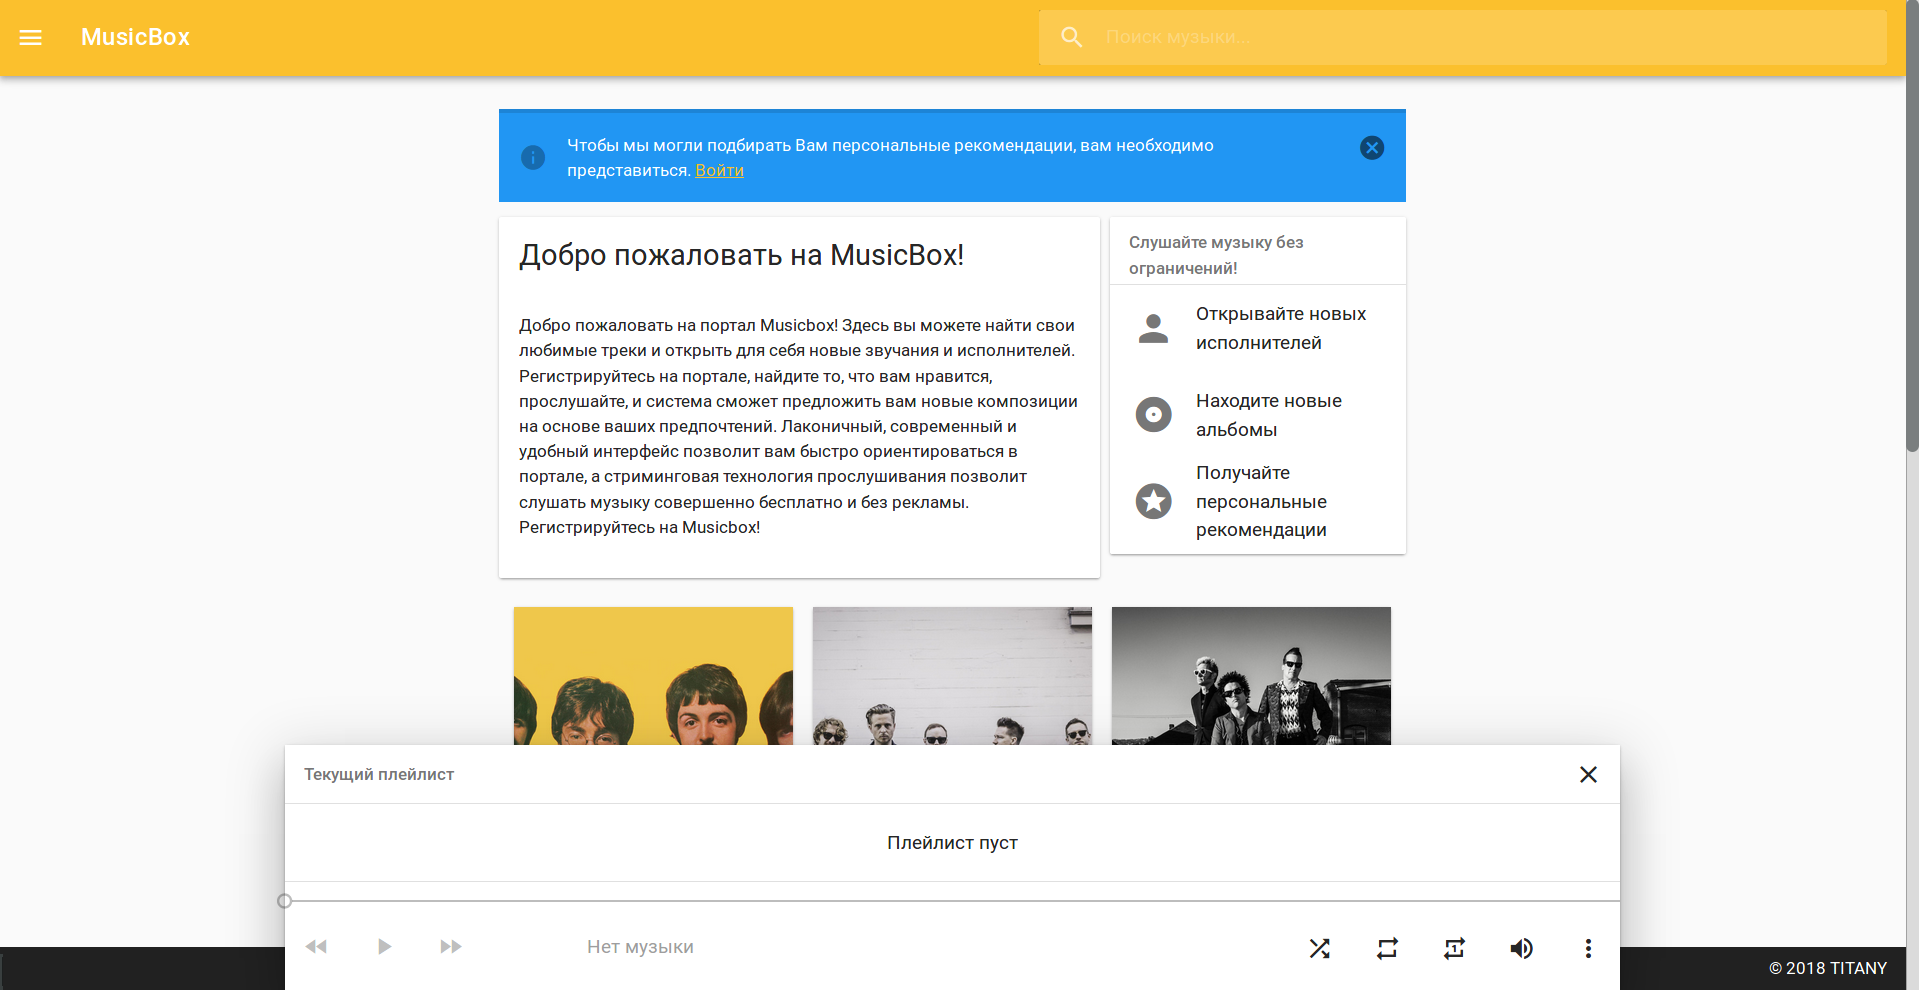 MusicBox
Поиск музыки...
Чтобы мы могли подбирать Вам персональные рекомендации, вам необходимо
представиться. Войти
Добро пожаловать на MusicBox!
Добро пожаловать на портал Musicbox! Здесь вы можете найти свои
любимые треки и открыть для себя новые звучания и исполнителей.
Регистрируйтесь на портале, найдите то, что вам нравится,
прослушайте, и система сможет предложить вам новые композиции
на основе ваших предпочтений. Лаконичный, современный и
удобный интерфейс позволит вам быстро ориентироваться в
портале, а стриминговая технология прослушивания позволит
слушать музыку совершенно бесплатно и без рекламы.
Регистрируйтесь на Musicbox!
Слушайте музыку без
ограничений!
Открывайте новых
исполнителей
Находите новые
альбомы
Получайте
персональные
рекомендации
Текущий плейлист
Плейлист пуст
Нет музыки
© 2018 TITANY